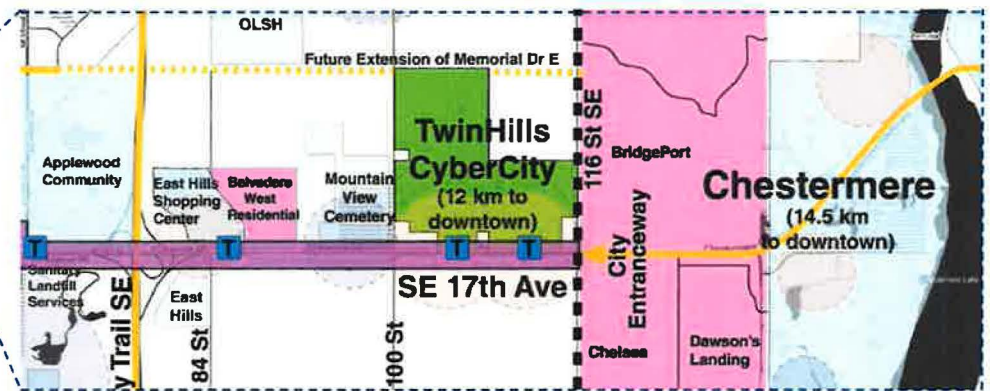 OLSH
Future Extension of Memorial Dr E
TwinHills
CyberCity
(12 km to
downtown)
116 St SE
BridgePort
Applewood
Community
East Hills
Shopping
Center
Belvedere
West
Residential
Mountain
View
Cemetery
Chestermere
(14.5 km
to downtown)
City
Entranceway
T
T
T
T
SE 17th Ave
Sanitary
Landfill
Services
y Trail SE
East
Hills
84 St
100 St
Chelsea
Dawson's
Landing